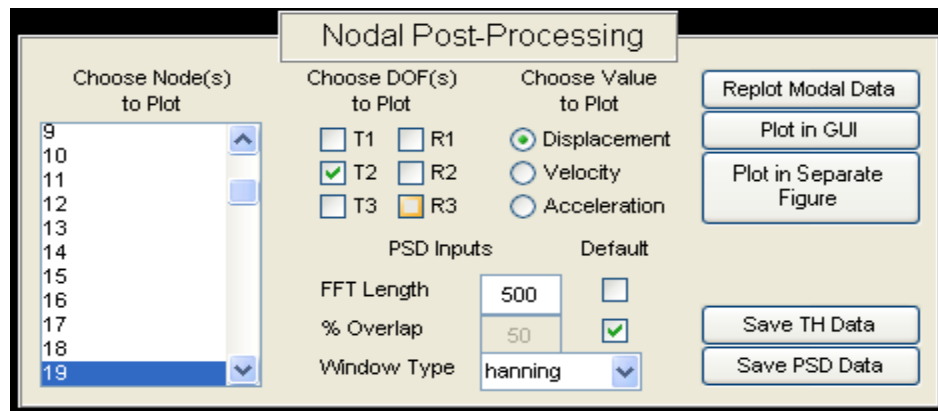 Nodal Post-Processing
Choose Node(s)
to Plot
9
10
11
12
13
14
15
16
17
18
19
Choose DOF(s)
to Plot
T1 R1
T2 R2
T3 R3
Choose Value
to Plot
Displacement
Velocity
Acceleration
PSD Inputs Default
FFT Length 500
% Overlap 50
Window Type hanning
Replot Modal Data
Plot in GUI
Plot in Separate
Figure
Save TH Data
Save PSD Data